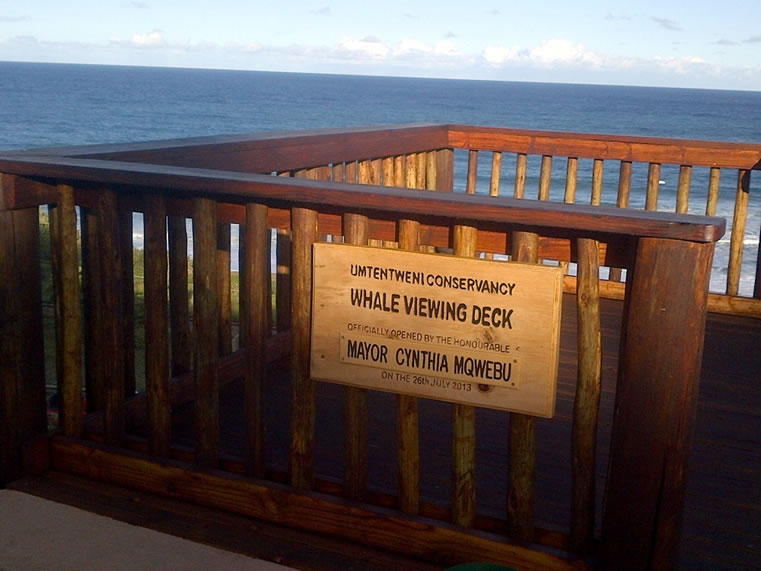 UMTENTWENI CONSERVANCY
WHALE VIEWING DECK
OFFICIALLY OPENED BY THE HONOURABLE
MAYOR CYNTHIA MQWEBU
ON THE 26th JULY 2013